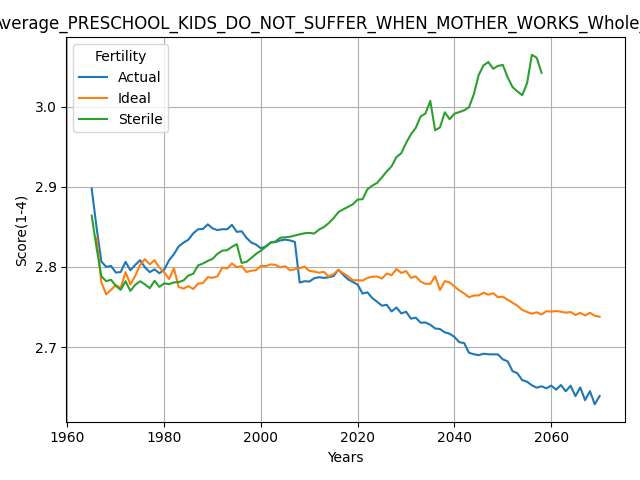 Average_PRESCHOOL_KIDS_DO_NOT_SUFFER_WHEN_MOTHER_WORKS_Whole_
Fertility
Actual
Ideal
Sterile
Score(1-4)
3.0
2.9
2.8
2.7
1960 1980 2000 2020 2040 2060
Years